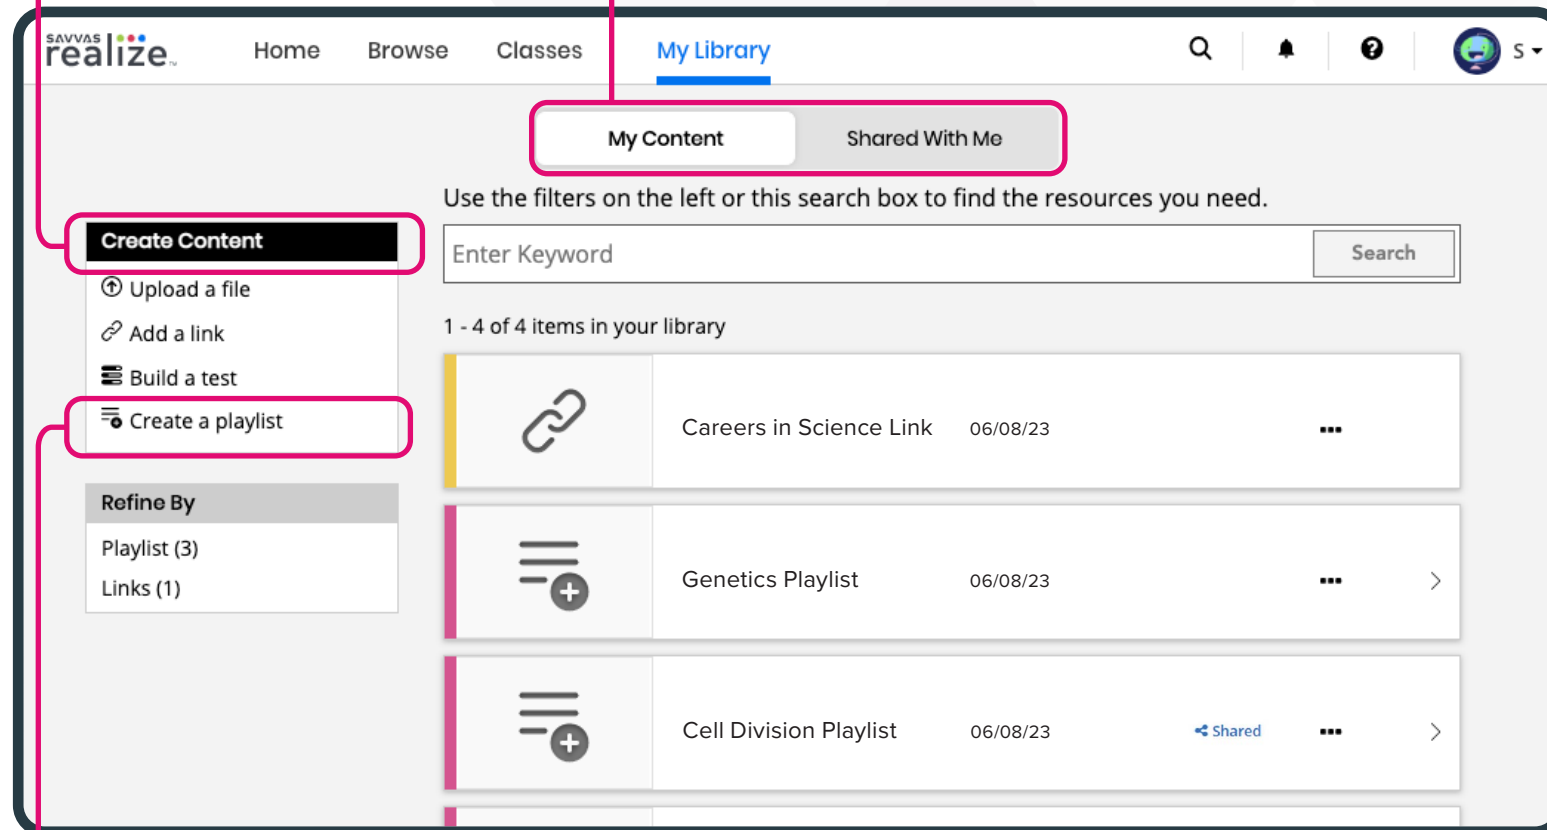 SAVVAS
realize™
Home Browse Classes My Library S
My Content Shared With Me
Use the filters on the left or this search box to find the resources you need.
Create Content
Upload a file
Add a link
Build a test
Create a playlist
Refine By
Playlist (3)
Links (1)
Enter Keyword Search
1 - 4 of 4 items in your library
Careers in Science Link 06/08/23
Genetics Playlist 06/08/23
Cell Division Playlist 06/08/23 Shared